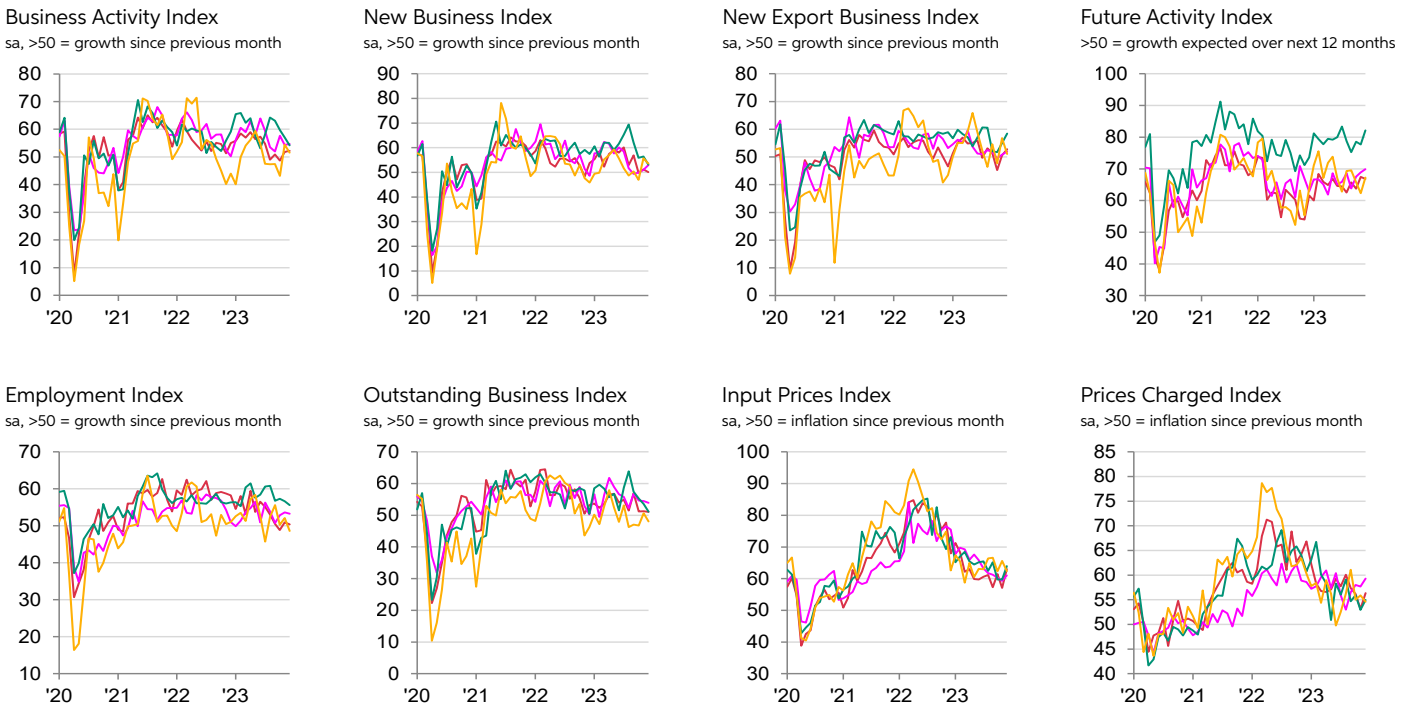 Business Activity Index
sa, >50 = growth since previous month
80
70
60
50
40
30
20
10
0
'20 '21 '22 '23
New Business Index
sa, >50 = growth since previous month
90
80
70
60
50
40
30
20
10
0
'20 '21 '22 '23
New Export Business Index
sa, >50 = growth since previous month
80
70
60
50
40
30
20
10
0
'20 '21 '22 '23
Future Activity Index
>50 = growth expected over next 12 months
100
90
80
70
60
50
40
30
'20 '21 '22 '23
Employment Index
sa, >50 = growth since previous month
70
60
50
40
30
20
10
'20 '21 '22 '23
Outstanding Business Index
sa, >50 = growth since previous month
70
60
50
40
30
20
10
0
'20 '21 '22 '23
Input Prices Index
sa, >50 = inflation since previous month
100
90
80
70
60
50
40
30
'20 '21 '22 '23
Prices Charged Index
sa, >50 = inflation since previous month
85
80
75
70
65
60
55
50
45
40
'20 '21 '22 '23